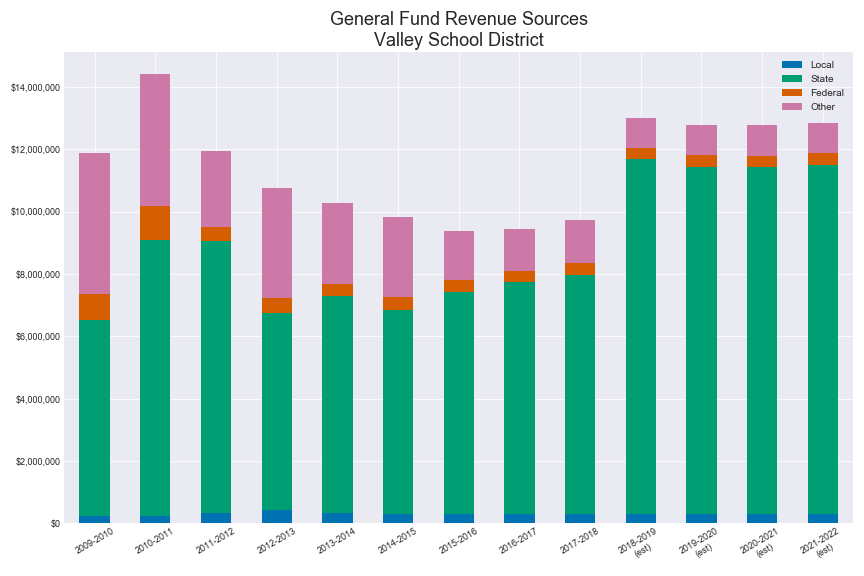 General Fund Revenue Sources
Valley School District
Local
State
Federal
Other
$14,000,000
$12,000,000
$10,000,000
$8,000,000
$6,000,000
$4,000,000
$2,000,000
$0
2009-2010
2010-2011
2011-2012
2012-2013
2013-2014
2014-2015
2015-2016
2016-2017
2017-2018
2018-2019
(est)
2019-2020
(est)
2020-2021
(est)
2021-2022
(est)